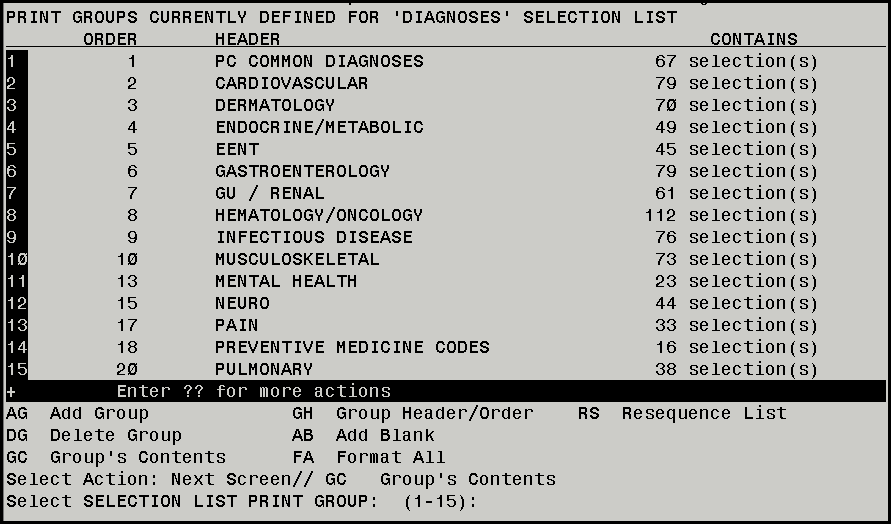 PRINT GROUPS CURRENTLY DEFINED FOR 'DIAGNOSES' SELECTION LIST
ORDER HEADER CONTAINS
1 1 PC COMMON DIAGNOSES 67 selection(s)
2 2 CARDIOVASCULAR 79 selection(s)
3 3 DERMATOLOGY 70 selection(s)
4 4 ENDOCRINE/METABOLIC 49 selection(s)
5 5 EENT 45 selection(s)
6 6 GASTROENTEROLOGY 79 selection(s)
7 7 GU / RENAL 61 selection(s)
8 8 HEMATOLOGY/ONCOLOGY 112 selection(s)
9 9 INFECTIOUS DISEASE 76 selection(s)
10 10 MUSCULOSKELETAL 73 selection(s)
11 13 MENTAL HEALTH 23 selection(s)
12 15 NEURO 44 selection(s)
13 17 PAIN 33 selection(s)
14 18 PREVENTIVE MEDICINE CODES 16 selection(s)
15 20 PULMONARY 38 selection(s)
+ Enter ?? for more actions
AG Add Group GH Group Header/Order RS Resequence List
DG Delete Group AB Add Blank
GC Group's Contents FA Format All
Select Action: Next Screen// GC Group's Contents
Select SELECTION LIST PRINT GROUP: (1-15):